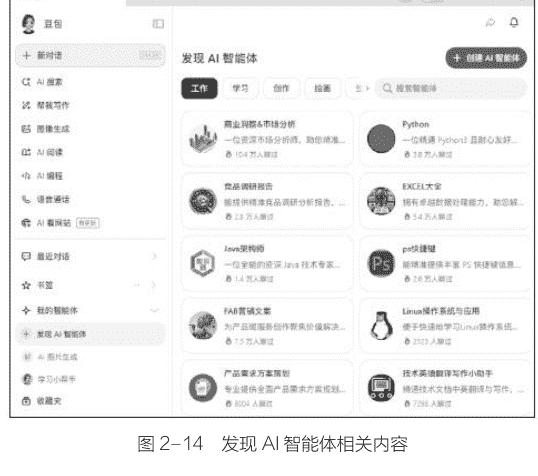 豆包
新对话
AI 搜索
帮我写作
图像生成
AI 阅读
AI 编程
语音通话
AI 看网站
最近对话
书签
我的智能体
发现 AI 智能体
AI 图片生成
学习小帮手
收藏夹
发现 AI 智能体
+ 创建 AI 智能体
工作 学习 创作 绘画
搜索智能体
商业洞察&市场分析
一位资深市场分析师，助您精准...
10.4 万人聊过
Python
一位精通 Python3 且耐心友好...
3.8 万人聊过
竞品调研报告
能提供精准竞品调研分析报告，...
2.3 万人聊过
EXCEL大全
拥有卓越数据处理能力，助您解...
5.4 万人聊过
Java架构师
一位全能的资深 Java 技术专家...
1.4 万人聊过
ps快捷键
能精准提供丰富 PS 快捷键信息...
2.6 万人聊过
FAB营销文案
为产品或服务创作聚焦价值解决...
7.5 万人聊过
Linux操作系统与应用
便于快速地学习Linux操作系统...
人聊过
产品需求方案策划
专业提供全面产品需求方案规划...
8004 人聊过
技术英语翻译写作小助手
精通技术文档中英翻译与写作，...
7286 人聊过
图 2-14 发现 AI 智能体相关内容